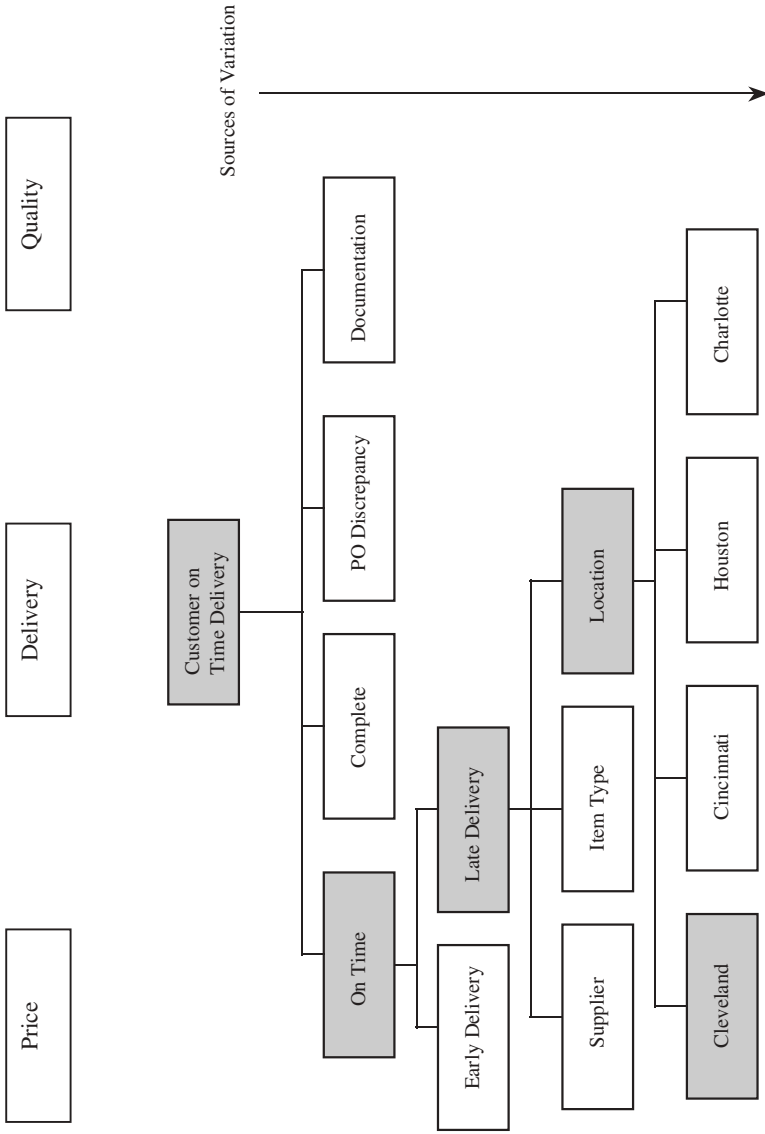 Price
Delivery
Quality
Sources of Variation
Customer on
Time Delivery
On Time
Complete
PO Discrepancy
Documentation
Early Delivery
Late Delivery
Supplier
Item Type
Location
Cleveland
Cincinnati
Houston
Charlotte